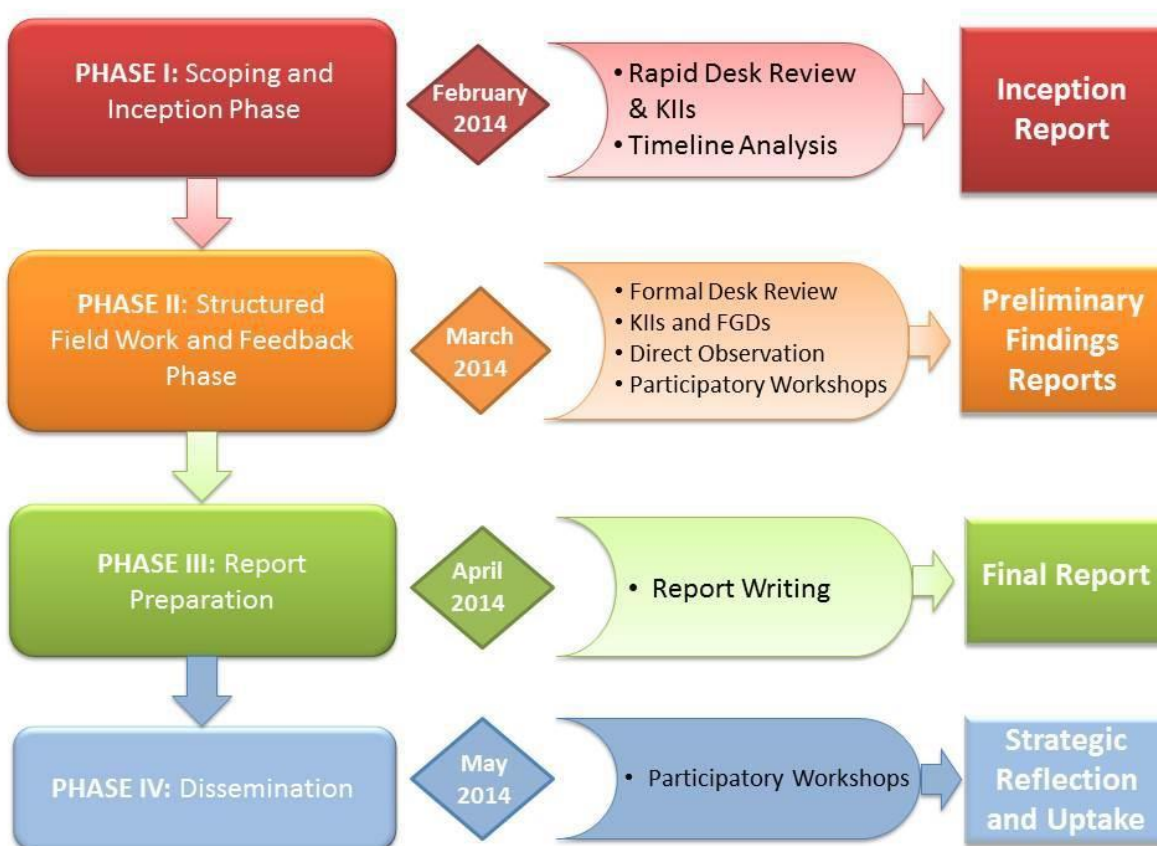 PHASE I: Scoping and
Inception Phase
February
2014
• Rapid Desk Review
& KIIs
• Timeline Analysis
Inception
Report
PHASE II: Structured
Field Work and Feedback
Phase
March
2014
• Formal Desk Review
• KIIs and FGDs
• Direct Observation
• Participatory Workshops
Preliminary
Findings
Reports
PHASE III: Report
Preparation
April
2014
• Report Writing
Final Report
PHASE IV: Dissemination
May
2014
• Participatory Workshops
Strategic
Reflection
and Uptake